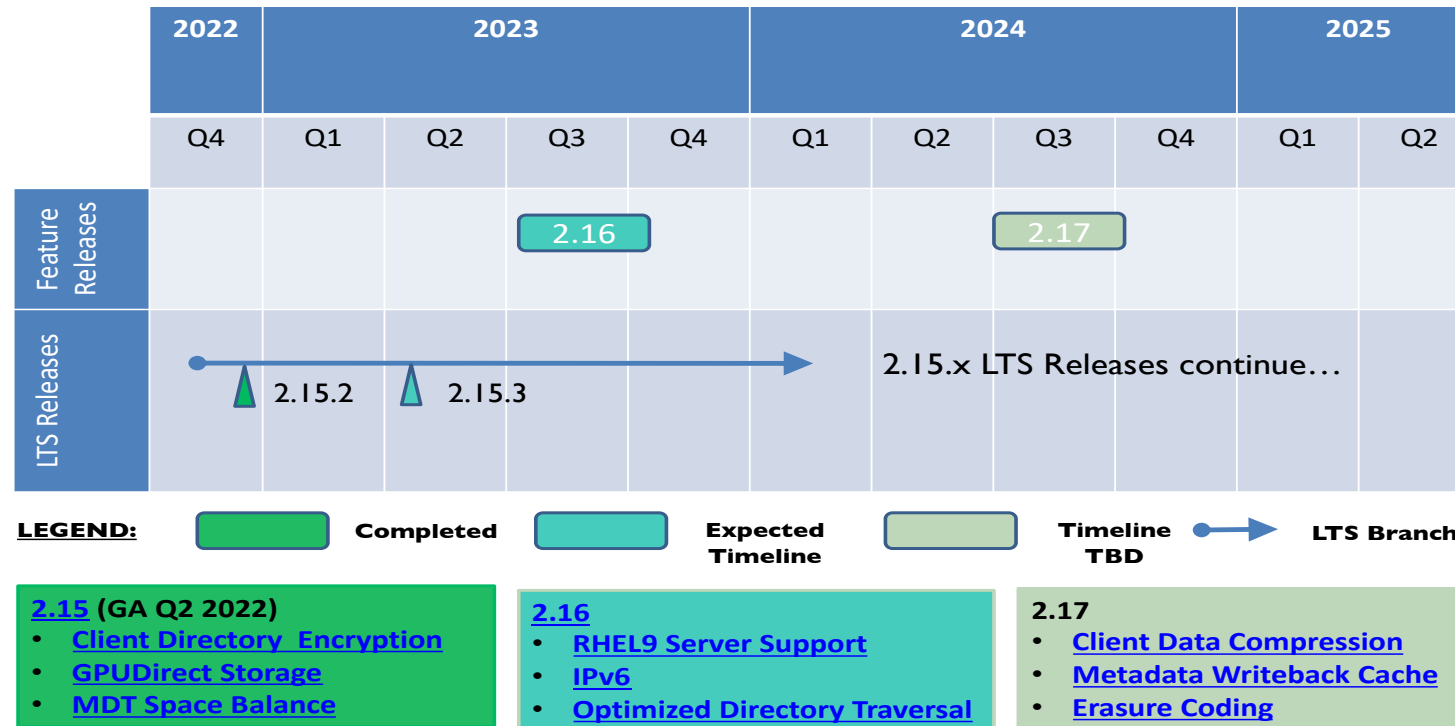 2022 2023 2024 2025
Q4 Q1 Q2 Q3 Q4 Q1 Q2 Q3 Q4 Q1 Q2
Feature
Releases
2.16 2.17
LTS Releases
2.15.2 2.15.3 2.15.x LTS Releases continue…
LEGEND: Completed Expected Timeline Timeline TBD LTS Branch
2.15 (GA Q2 2022)
• Client Directory Encryption
• GPUDirect Storage
• MDT Space Balance
2.16
• RHEL9 Server Support
• IPv6
• Optimized Directory Traversal
2.17
• Client Data Compression
• Metadata Writeback Cache
• Erasure Coding